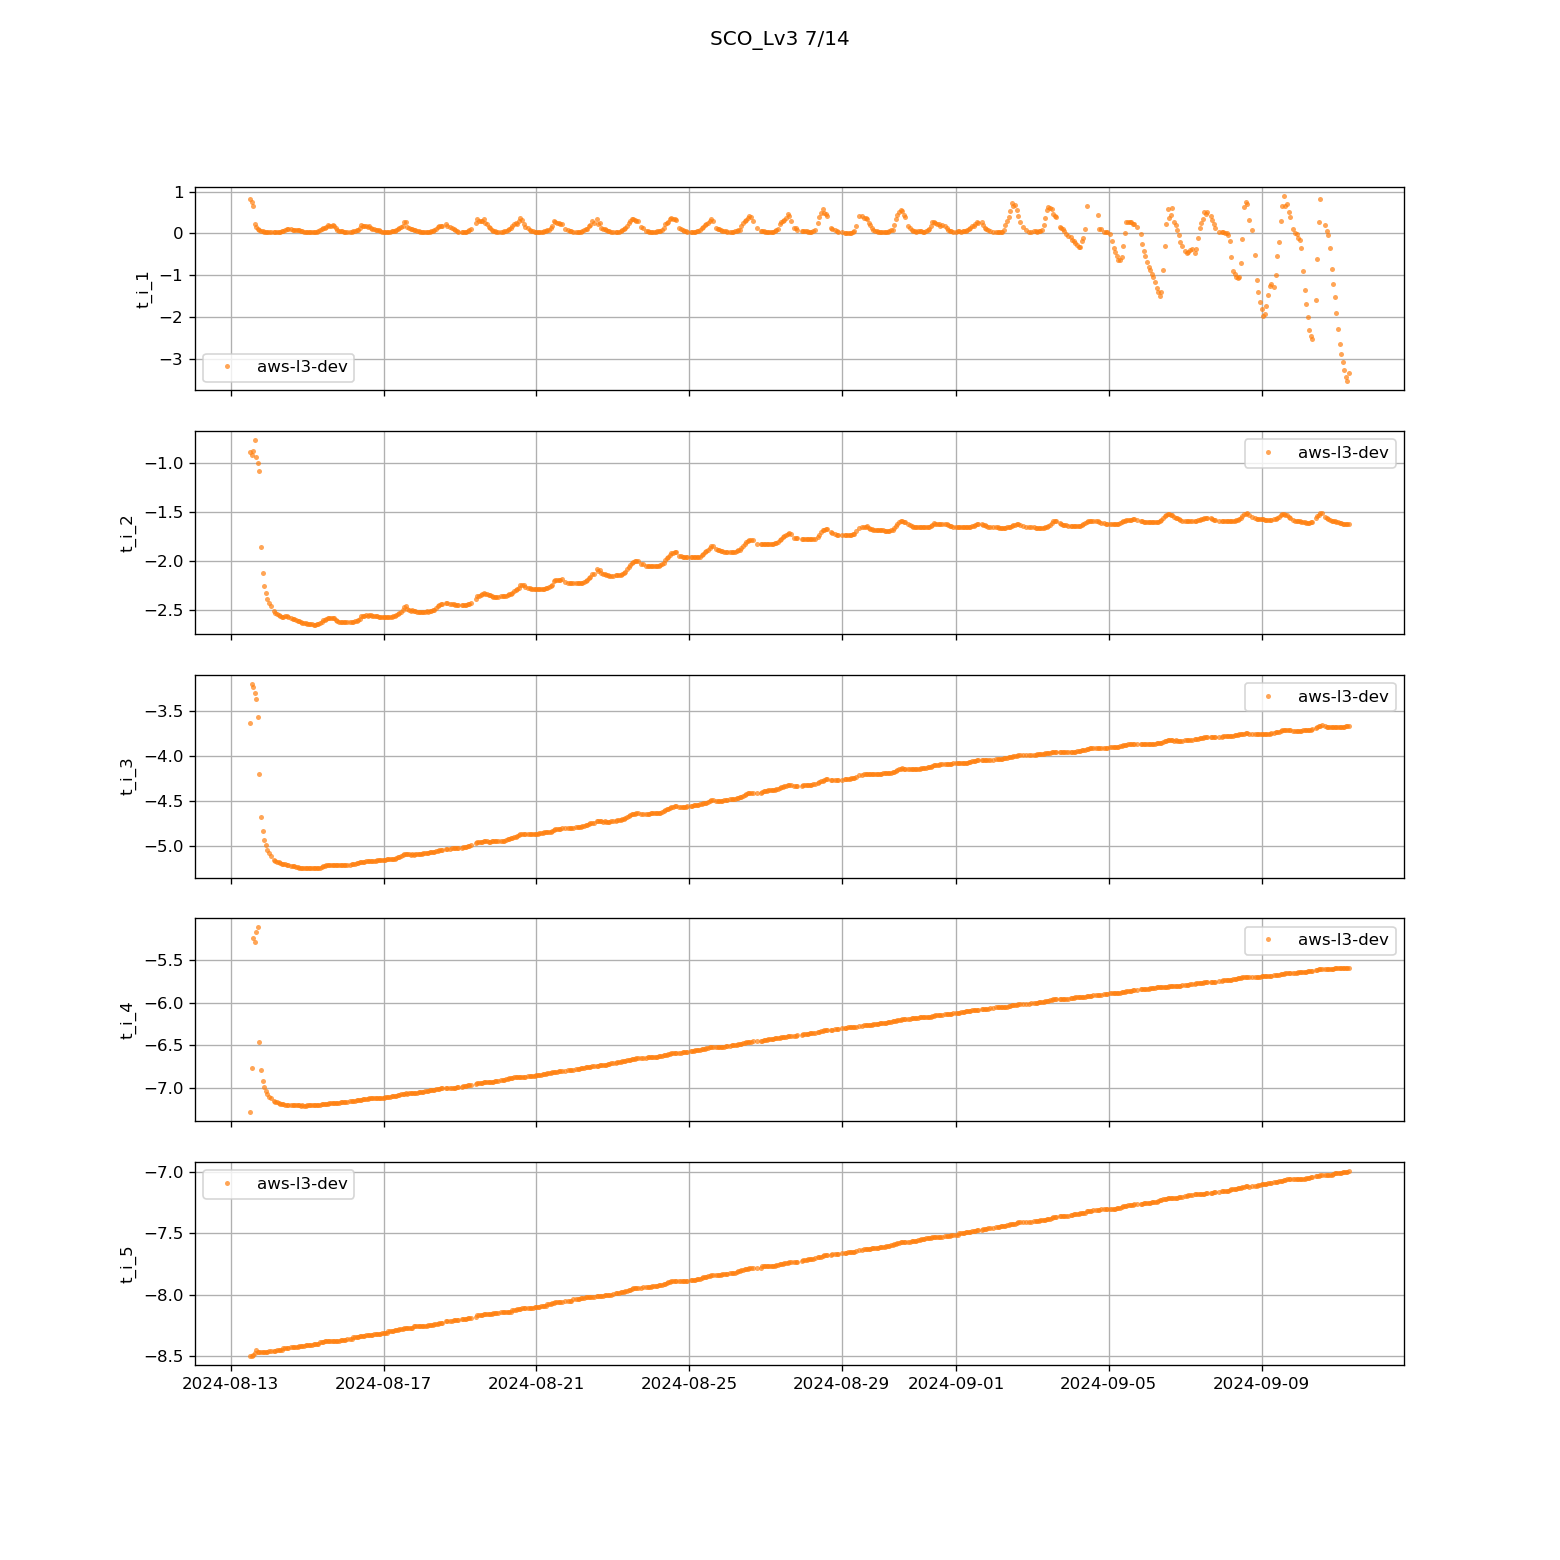 SCO_Lv3 7/14
1
0
−1
−2
−3
t_i_1
aws-l3-dev
−1.0
−1.5
−2.0
−2.5
t_i_2
aws-l3-dev
−3.5
−4.0
−4.5
−5.0
t_i_3
aws-l3-dev
−5.5
−6.0
−6.5
−7.0
t_i_4
aws-l3-dev
−7.0
−7.5
−8.0
−8.5
t_i_5
aws-l3-dev
2024-08-13 2024-08-17 2024-08-21 2024-08-25 2024-08-29 2024-09-01 2024-09-05 2024-09-09